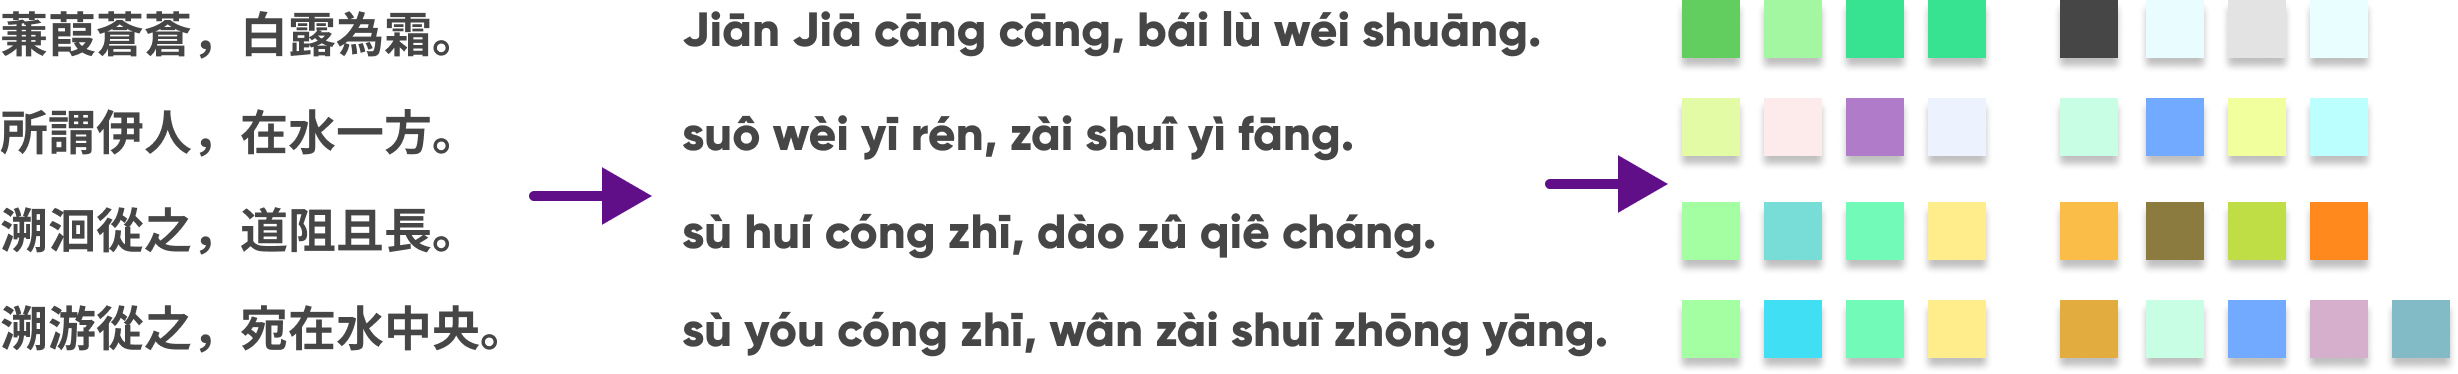 蒹葭蒼蒼，白露為霜。
所謂伊人，在水一方。
溯洄從之，道阻且長。
溯游從之，宛在水中央。
Jiān Jiā cāng cāng, bái lù wéi shuāng.
suô wèi yī rén, zài shuî yì fāng.
sù huí cóng zhī, dào zû qiê cháng.
sù yóu cóng zhī, wân zài shuî zhōng yāng.